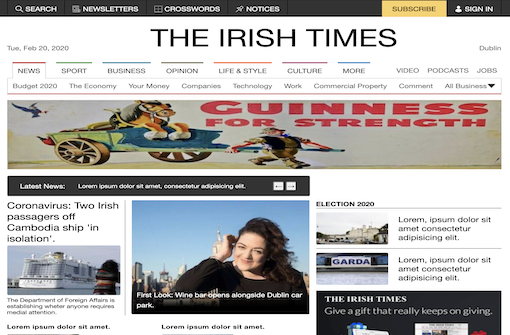 SEARCH NEWSLETTERS CROSSWORDS NOTICES SUBSCRIBE SIGN IN
THE IRISH TIMES
Tue, Feb 20, 2020 Dublin
NEWS SPORT BUSINESS OPINION LIFE & STYLE CULTURE MORE VIDEO PODCASTS JOBS
Budget 2020 The Economy Your Money Companies Technology Work Commercial Property Comment All Business
GUINNESS
FOR STRENGTH
Latest News: Lorem ipsum dolor sit amet, consectetur adipisicing elit.
Coronavirus: Two Irish
passagers off
Cambodia ship 'in
isolation'.
The Department of Foreign Affairs is
establishing wheter anyone requires
medial attention.
First Look: Wine bar opens alongside Dublin car
park.
Lorem ipsum dolor sit amet.
Lorem ipsum dolor sit amet.
ELECTION 2020
Lorem, ipsum dolor sit
amet consectetur
adipisicing elit.
GARDA
Lorem, ipsum dolor sit
amet consectetur
adipisicing elit.
THE IRISH TIMES
Give a gift that really keeps on giving.